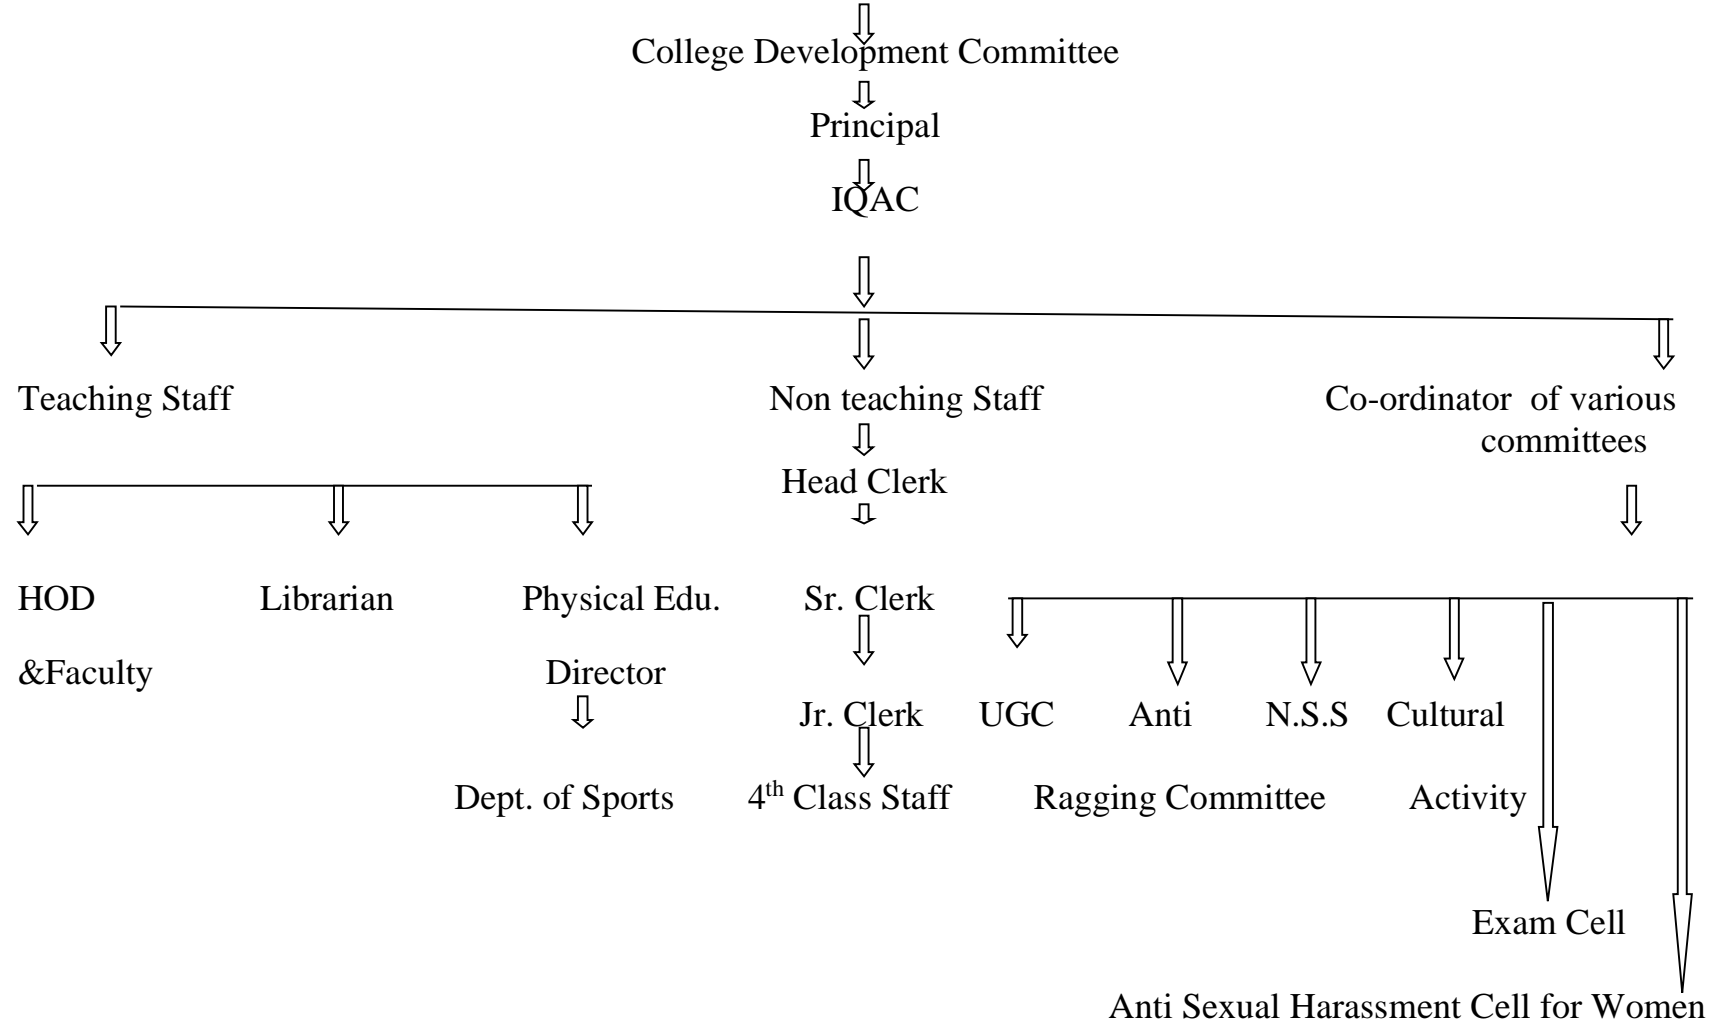 College Development Committee
Principal
IQAC
Teaching Staff
Non teaching Staff
Co-ordinator of various
committees
Head Clerk
HOD
&Faculty
Librarian
Physical Edu.
Director
Dept. of Sports
Sr. Clerk
Jr. Clerk
4th Class Staff
UGC
Anti
Ragging Committee
N.S.S
Cultural
Activity
Exam Cell
Anti Sexual Harassment Cell for Women